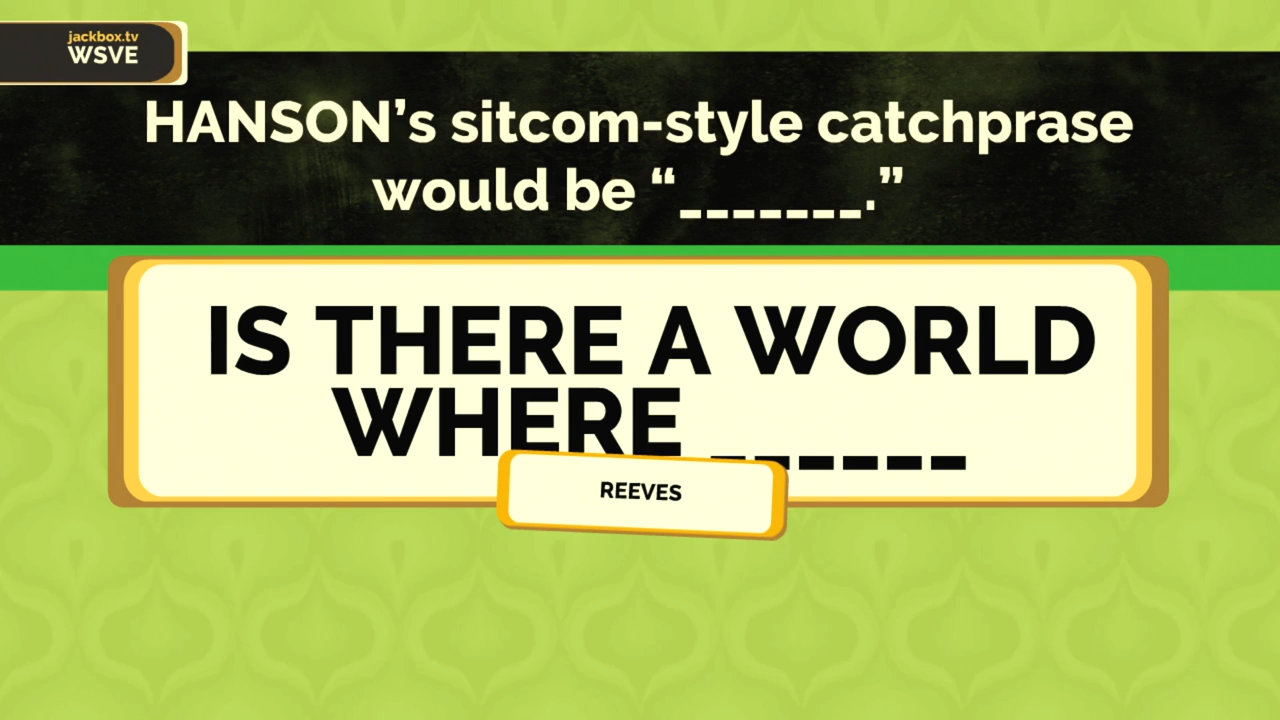 jackbox.tv
WSVE
HANSON’s sitcom-style catchprase
would be “_______.”
IS THERE A WORLD
WHERE ______
REEVES